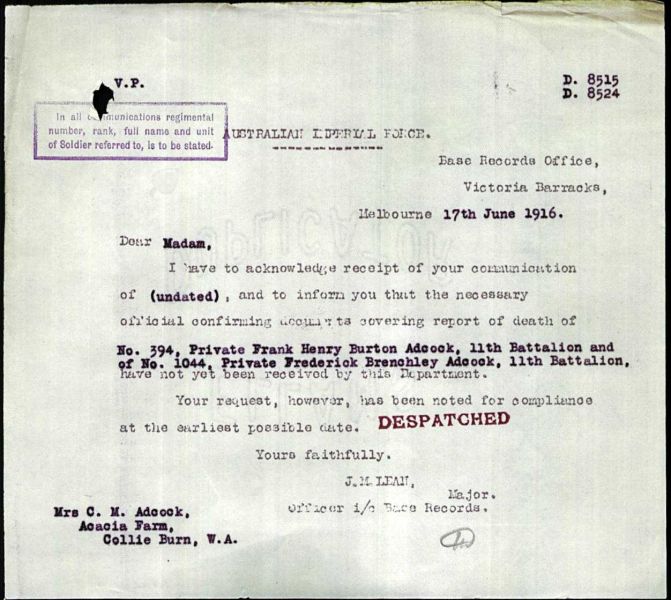 V.P.
D. 8515
D. 8524
In all communications regimental
number, rank, full name and unit
of Soldier referred to, is to be stated.
AUSTRALIAN IMPERIAL FORCE.
Base Records Office,
Victoria Barracks,
Melbourne 17th June 1916.
Dear Madam,
I have to acknowledge receipt of your communication
of (undated), and to inform you that the necessary
official confirming documents covering report of death of
No. 394, Private Frank Henry Burton Adcock, 11th Battalion and
of No. 1044, Private Frederick Brenchley Adcock, 11th Battalion,
have not yet been received by this Department.
Your request, however, has been noted for compliance
at the earliest possible date. DESPATCHED
Yours faithfully.
J.M.LEAN,
Major.
Officer i/c Base Records.
Mrs C. M. Adcock,
Acacia Farm,
Collie Burn, W.A.